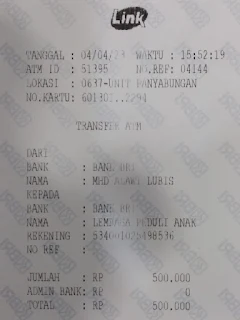 Link
TANGGAL : 04/04/23 WAKTU : 15:52:19
ATM ID : 51395 NO.REF: 04144
LOKASI : 0637-UNIT PANYABUNGAN
NO.KARTU:
TRANSFER ATM
DARI
BANK : BANK BRI
NAMA : LUBIS
KEPADA
BANK : BANK BRI
NAMA : LEMBAGA PEDULI ANAK
REKENING :
NO REF :
JUMLAH : RP 500.000
ADMIN BANK: RP 0
TOTAL : RP 500.000